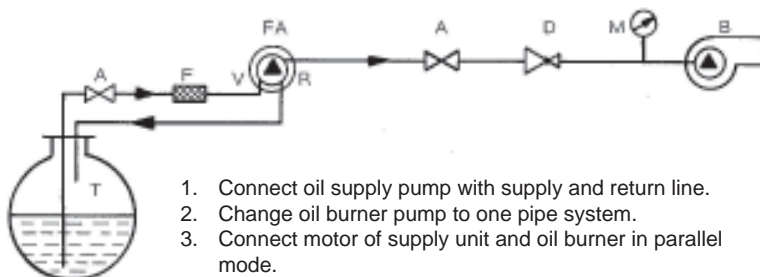 FA
A
D
M
B
A
F
V
R
T
1. Connect oil supply pump with supply and return line.
2. Change oil burner pump to one pipe system.
3. Connect motor of supply unit and oil burner in parallel
mode.